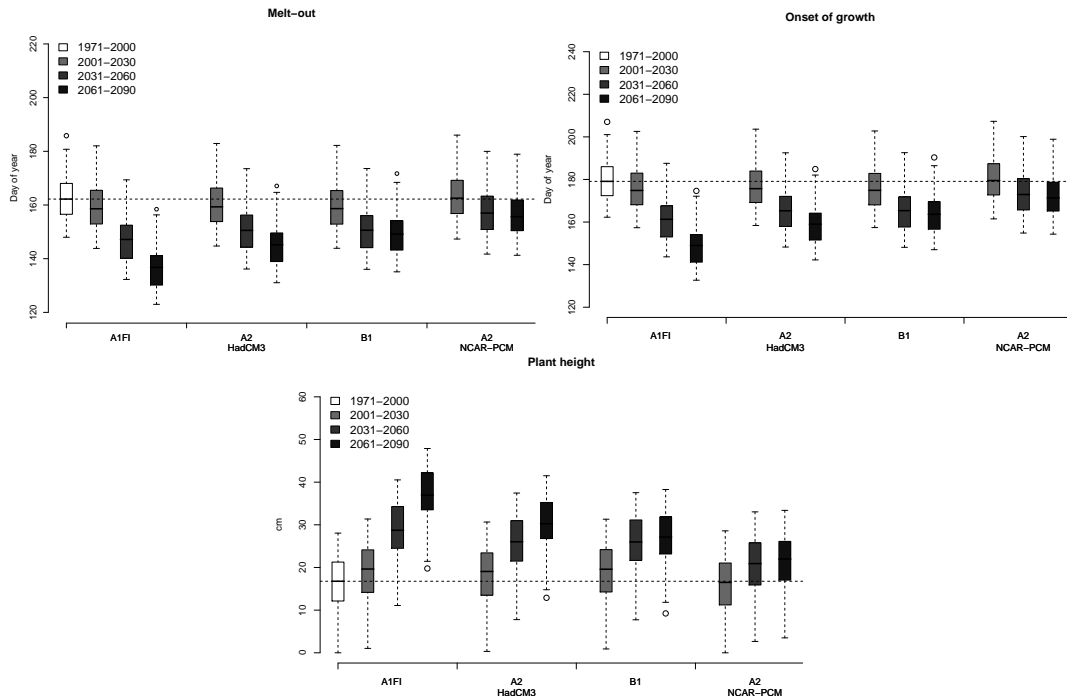 Melt−out
220
200
180
160
140
120
Day of year
1971−2000
2001−2030
2031−2060
2061−2090
A1FI
A2
B1
A2
HadCM3
NCAR−PCM
Onset of growth
240
220
200
180
160
140
120
Day of year
1971−2000
2001−2030
2031−2060
2061−2090
A1FI
A2
B1
A2
HadCM3
NCAR−PCM
Plant height
60
50
40
30
20
10
0
cm
1971−2000
2001−2030
2031−2060
2061−2090
A1FI
A2
B1
A2
HadCM3
NCAR−PCM